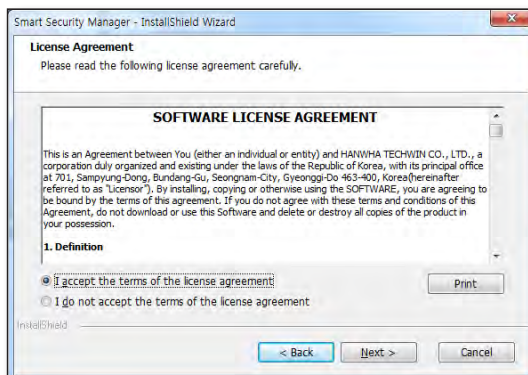 Smart Security Manager - InstallShield Wizard
License Agreement
Please read the following license agreement carefully.
SOFTWARE LICENSE AGREEMENT
This is an Agreement between You (either an individual or entity) and HANWHA TECHWIN CO., LTD., a
corporation duly organized and existing under the laws of the Republic of Korea, with its principal office
at 701, Sampyung-Dong, Bundang-Gu, Seongnam-City, Gyeonggi-Do 463-400, Korea(hereinafter
referred to as "Licensor"). By installing, copying or otherwise using the SOFTWARE, you are agreeing to
be bound by the terms of this agreement. If you do not agree with these terms and conditions of this
Agreement, do not download or use this Software and delete or destroy all copies of the product in
your possession.
1. Definition
I accept the terms of the license agreement
Print
I do not accept the terms of the license agreement
InstallShield
< Back
Next >
Cancel